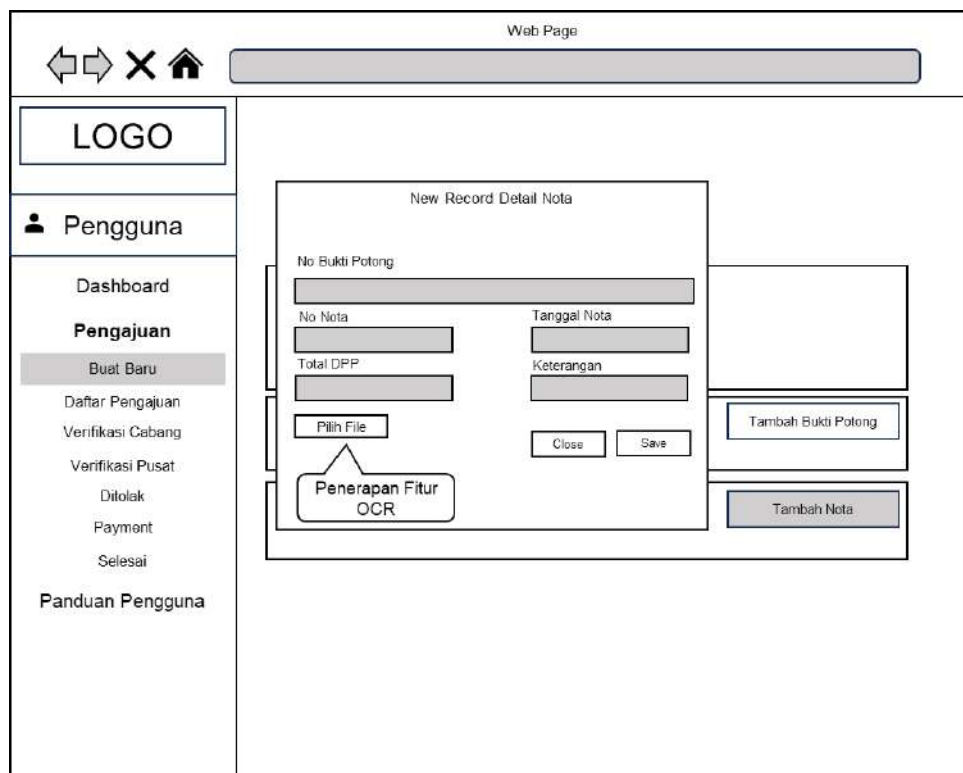 Web Page
LOGO
Pengguna
Dashboard
Pengajuan
Buat Baru
Daftar Pengajuan
Verifikasi Cabang
Verifikasi Pusat
Ditolak
Payment
Selesai
Panduan Pengguna
New Record Detail Nota
No Bukti Potong
No Nota
Tanggal Nota
Total DPP
Keterangan
Pilih File
Close
Save
Penerapan Fitur
OCR
Tambah Bukti Potong
Tambah Nota